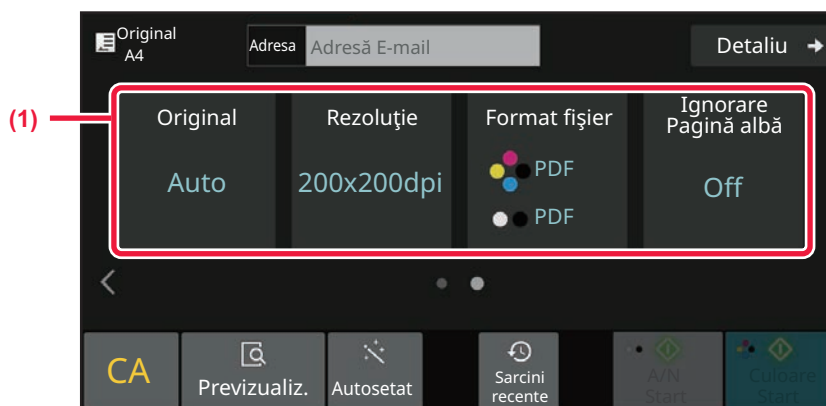 Original
A4
Adresa Adresă E-mail
Detaliu
(1)
Original
Auto
Rezoluţie
200x200dpi
Format fişier
PDF
PDF
Ignorare
Pagină albă
Off
CA
Previzualiz.
Autosetat
Sarcini
recente
A/N
Start
Culoare
Start